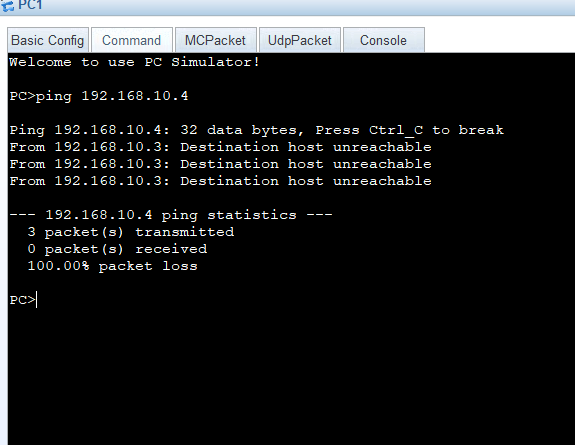 PC1
Basic Config Command MCPacket UdpPacket Console
Welcome to use PC Simulator!
PC>ping 192.168.10.4
Ping 192.168.10.4: 32 data bytes, Press Ctrl_C to break
From 192.168.10.3: Destination host unreachable
From 192.168.10.3: Destination host unreachable
From 192.168.10.3: Destination host unreachable
--- 192.168.10.4 ping statistics ---
3 packet(s) transmitted
0 packet(s) received
100.00% packet loss
PC>